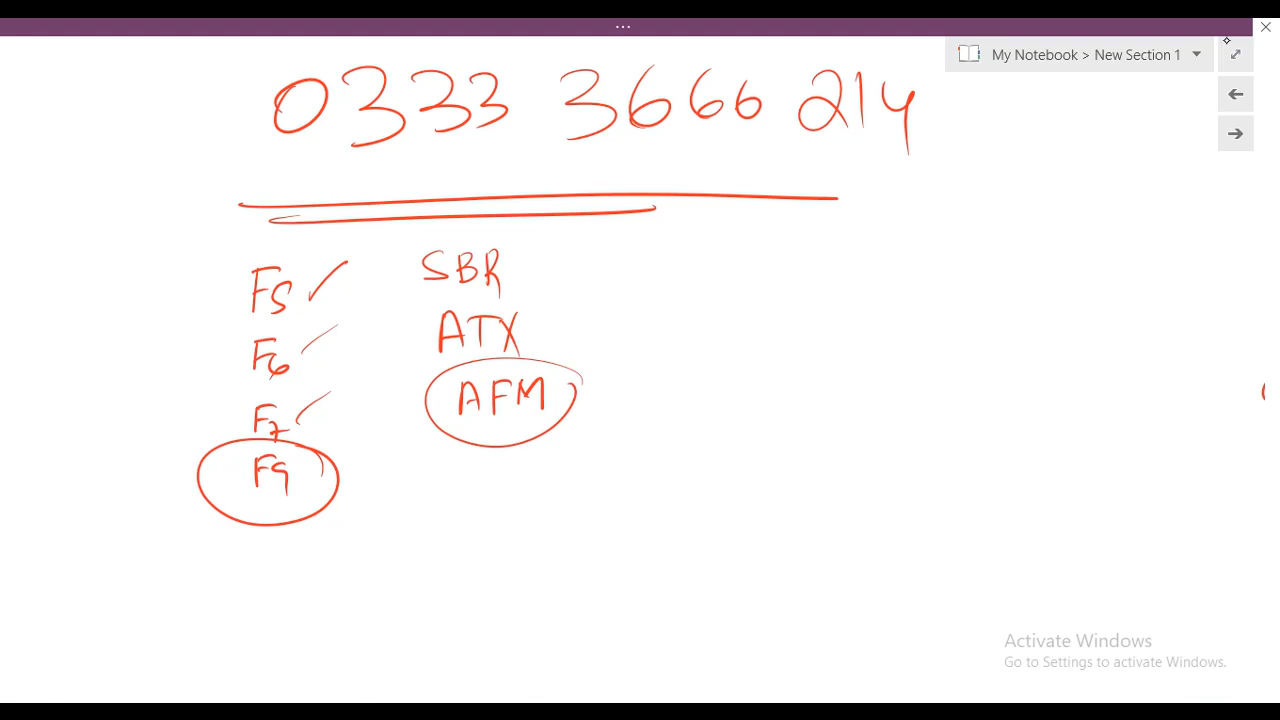 ...
My Notebook > New Section 1
0333 3666 214
F5 ✓ SBR
F6 ✓ ATX
F7 ✓ AFM
F9
Activate Windows
Go to Settings to activate Windows.